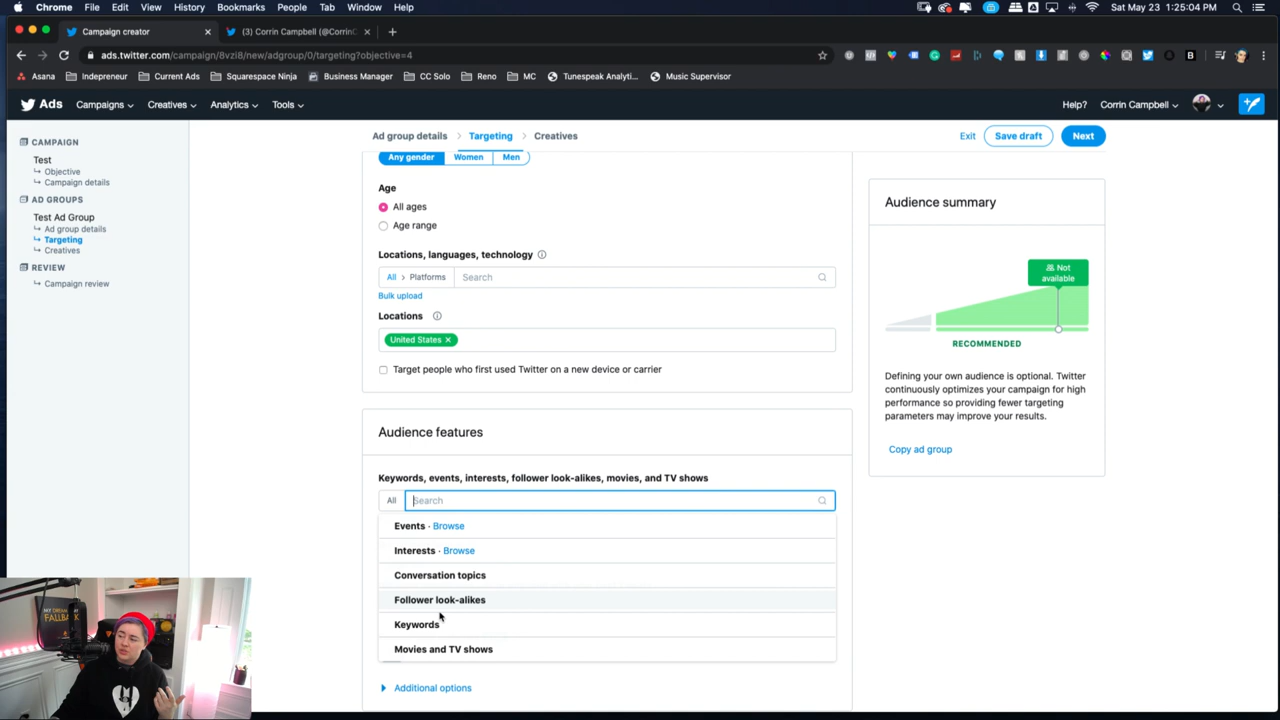 Chrome File Edit View History Bookmarks People Tab Window Help Sat May 23 1:25:04 PM
Campaign creator
(3) Corrin Campbell (@CorrinC
ads.twitter.com/campaign/8vzi8/new/adgroup/0/targeting?objective=4
Asana Indepreneur Current Ads Squarespace Ninja Business Manager CC Solo Reno MC Tunespeak Analyti... Music Supervisor
Ads Campaigns Creatives Analytics Tools Help? Corrin Campbell
Ad group details > Targeting > Creatives Exit Save draft Next
CAMPAIGN
Test
Objective
Campaign details
AD GROUPS
Test Ad Group
Ad group details
Targeting
Creatives
REVIEW
Campaign review
Any gender Women Men
Age
All ages
Age range
Locations, languages, technology
All > Platforms Search
Bulk upload
Locations
United States
Target people who first used Twitter on a new device or carrier
Audience features
Keywords, events, interests, follower look-alikes, movies, and TV shows
All Search
Events · Browse
Interests · Browse
Conversation topics
Follower look-alikes
Keywords
Movies and TV shows
Additional options
Audience summary
Not
available
RECOMMENDED
Defining your own audience is optional. Twitter
continuously optimizes your campaign for high
performance so providing fewer targeting
parameters may improve your results.
Copy ad group
FALLBACK